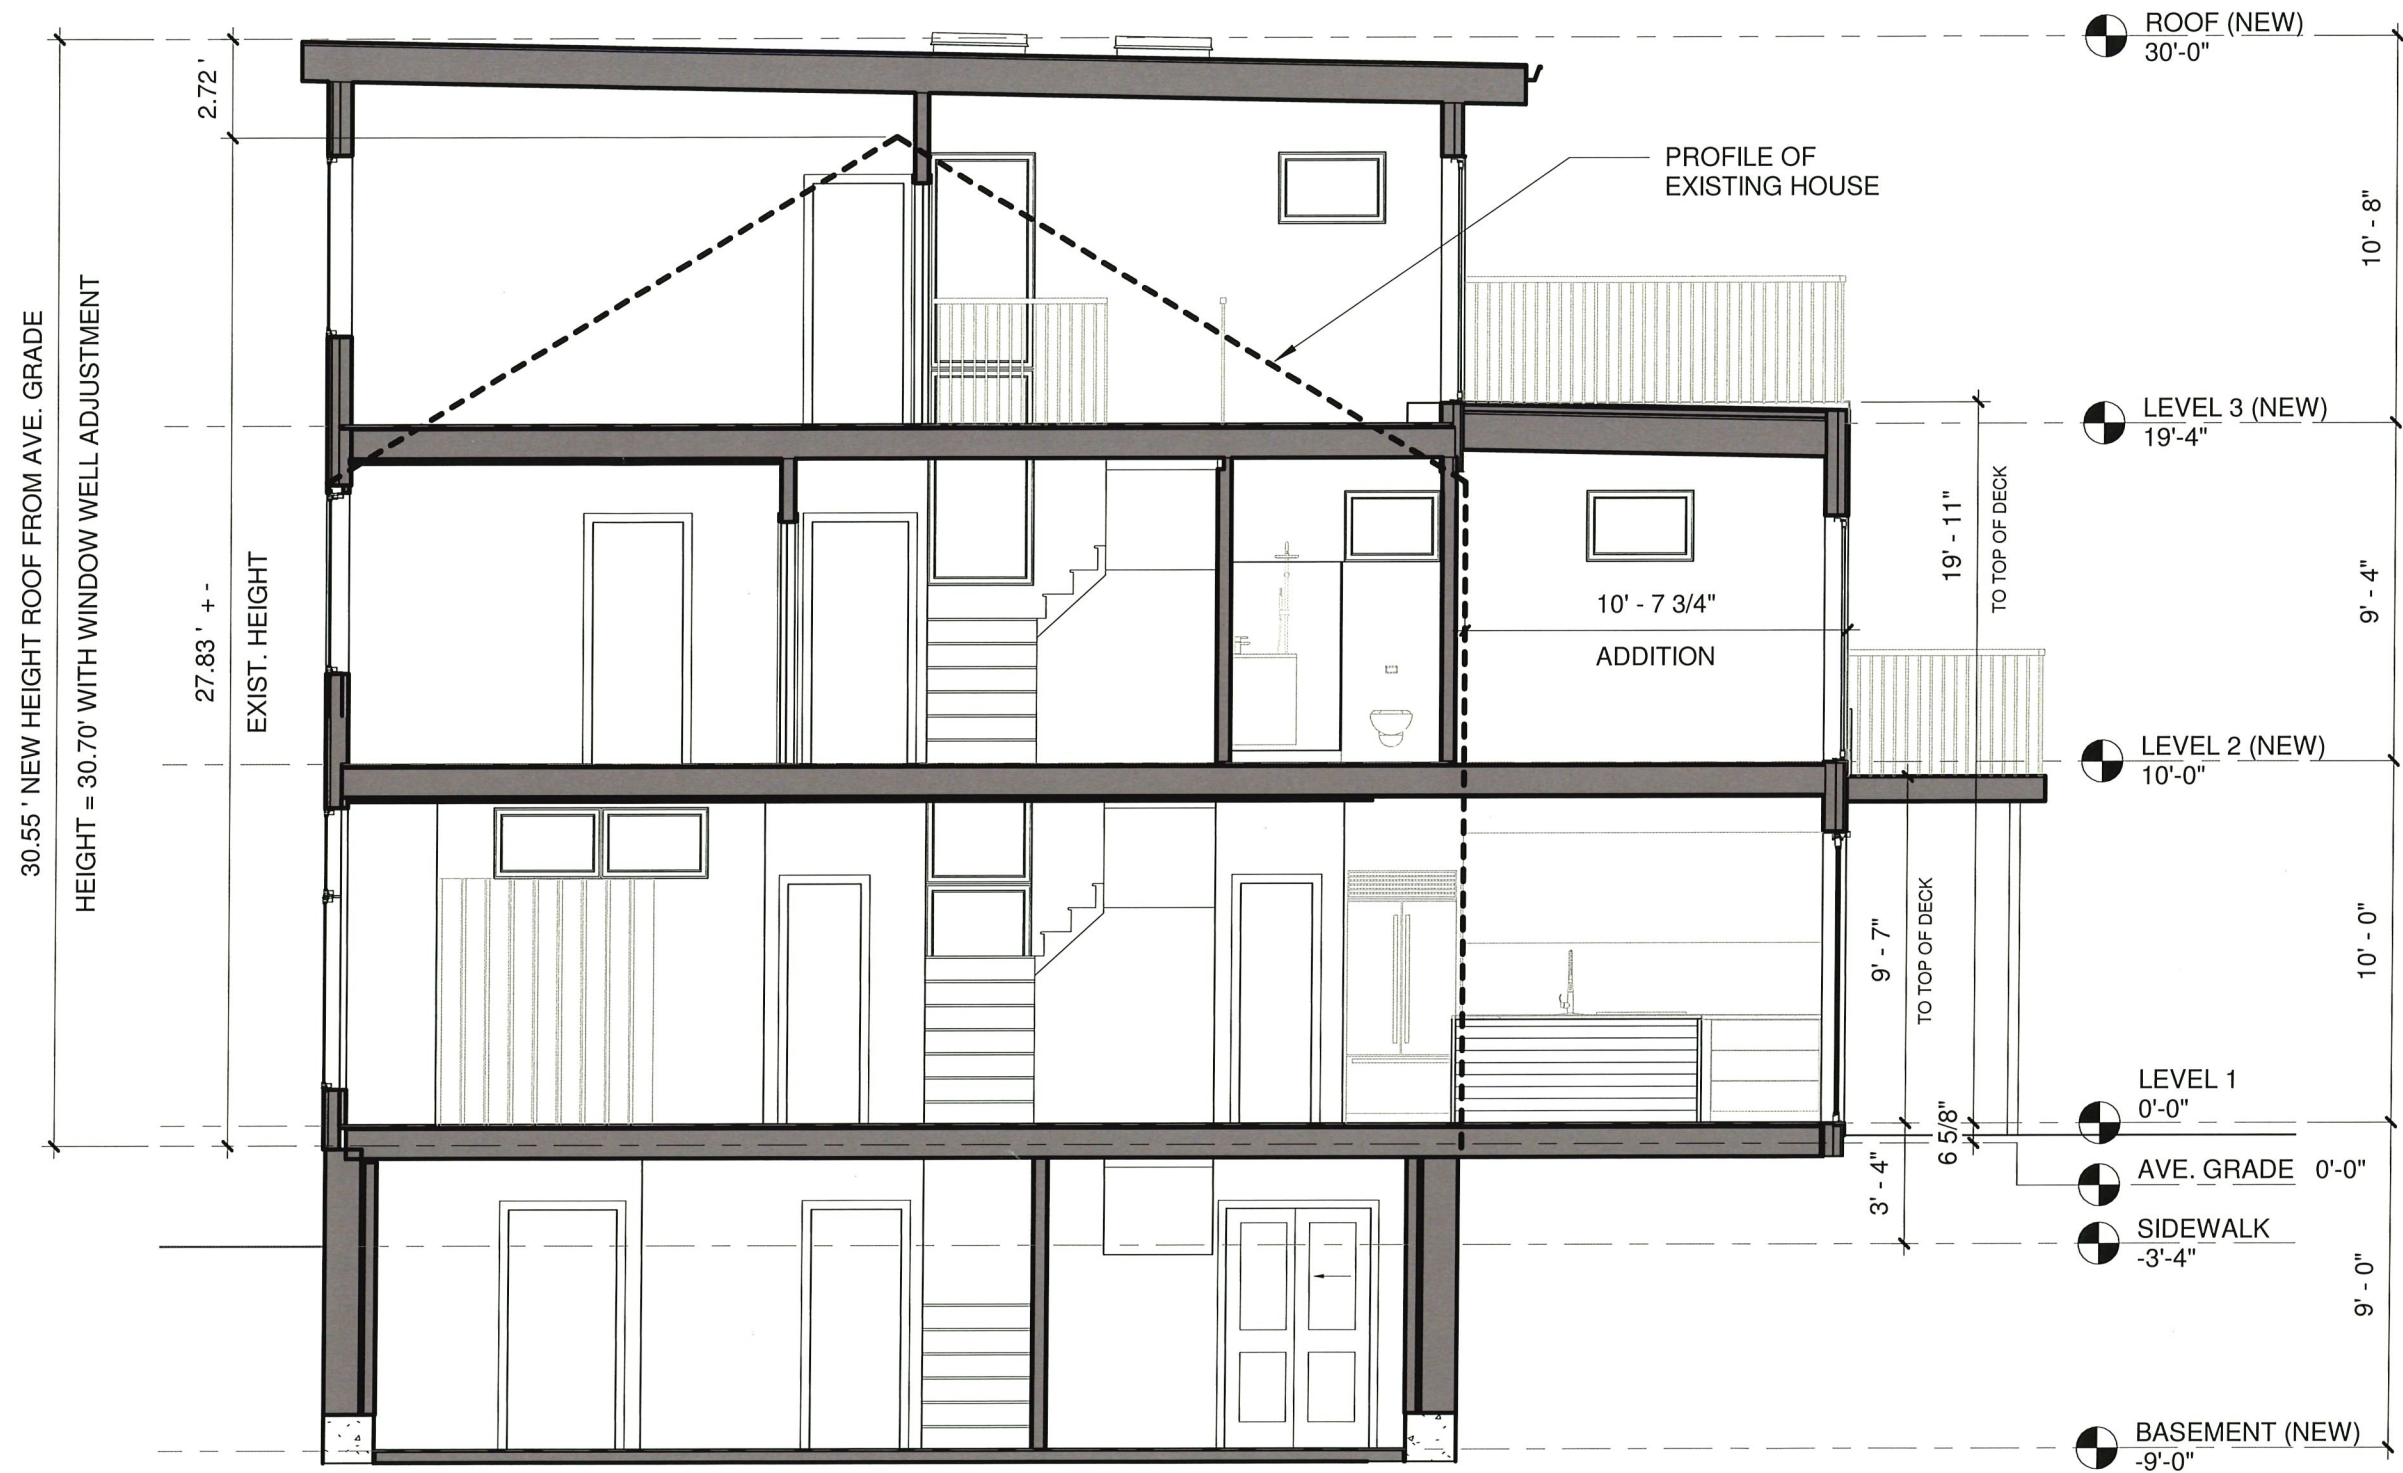 ROOF (NEW)
30'-0"
2.72 '
PROFILE OF
EXISTING HOUSE
10' - 8"
LEVEL 3 (NEW)
19'-4"
30.55 ' NEW HEIGHT ROOF FROM AVE. GRADE
HEIGHT = 30.70' WITH WINDOW WELL ADJUSTMENT
27.83 ' + -
EXIST. HEIGHT
19' - 11"
TO TOP OF DECK
9' - 4"
10' - 7 3/4"
ADDITION
LEVEL 2 (NEW)
10'-0"
9' - 7"
TO TOP OF DECK
10' - 0"
LEVEL 1
0'-0"
6 5/8"
3' - 4"
AVE. GRADE 0'-0"
SIDEWALK
-3'-4"
9' - 0"
BASEMENT (NEW)
-9'-0"